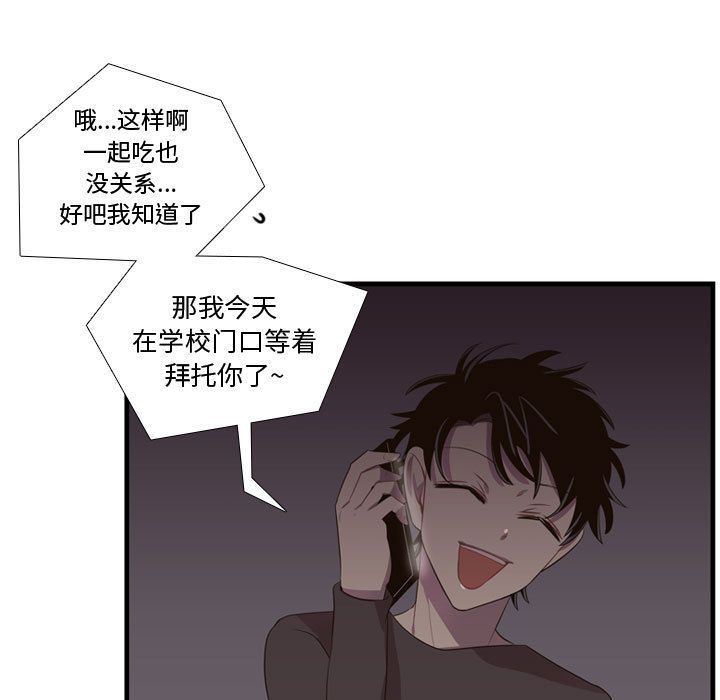 哦...这样啊
一起吃也
没关系...
好吧我知道了
那我今天
在学校门口等着
拜托你了~